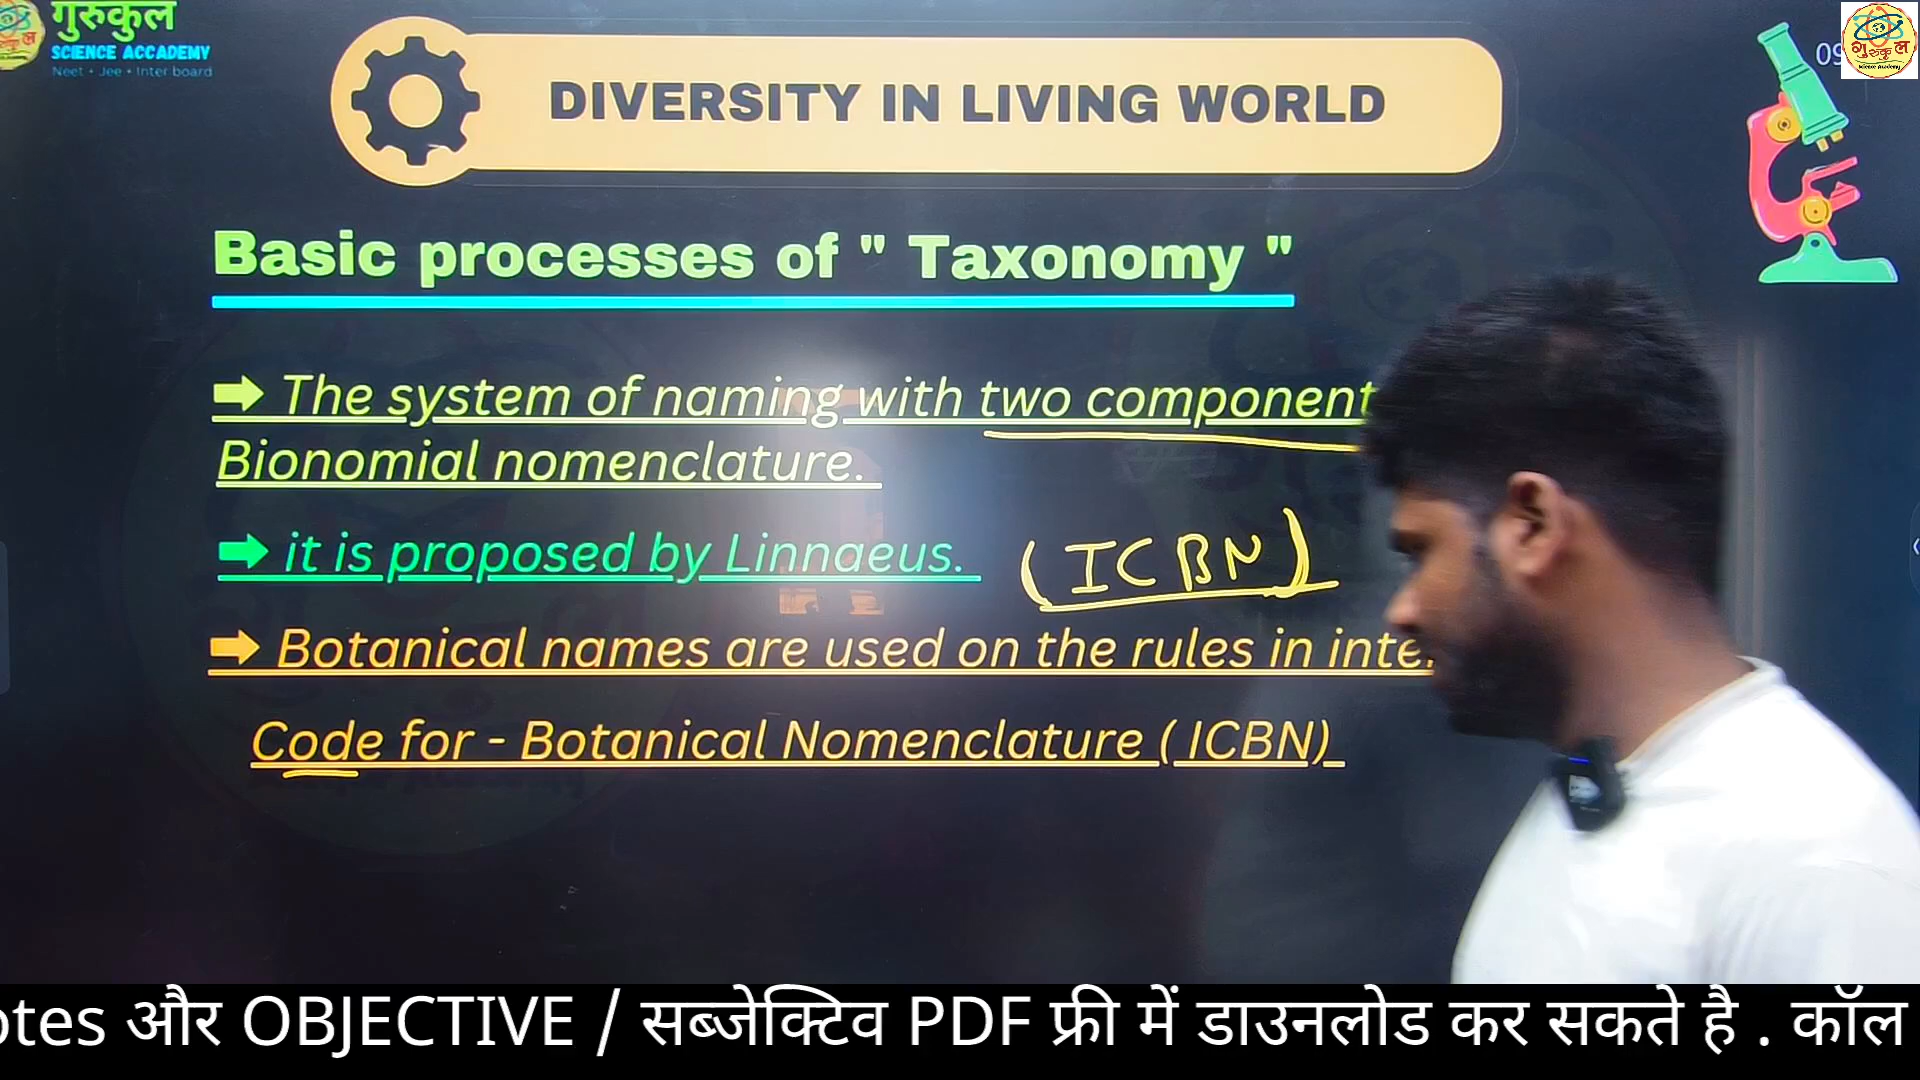 गुरुकुल
SCIENCE ACCADEMY
Neet • Jee • Inter board
DIVERSITY IN LIVING WORLD
गुरुकुल
Science Academy
Basic processes of " Taxonomy "
➡ The system of naming with two component
Bionomial nomenclature.
➡ it is proposed by Linnaeus.
(ICBN)
➡ Botanical names are used on the rules in
Code for - Botanical Nomenclature ( ICBN)
और OBJECTIVE / सब्जेक्टिव PDF फ्री में डाउनलोड कर सकते है . कॉल